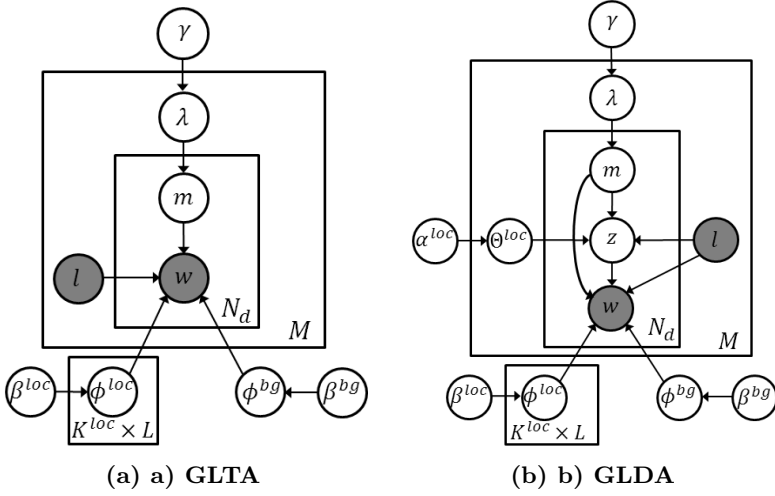 γ
λ
m
l
w
N_d
M
β^{loc}
ϕ^{loc}
ϕ^{bg}
β^{bg}
K^{loc} × L
(a) a) GLTA
γ
λ
m
α^{loc}
Θ^{loc}
z
l
w
N_d
M
β^{loc}
ϕ^{loc}
ϕ^{bg}
β^{bg}
K^{loc} × L
(b) b) GLDA